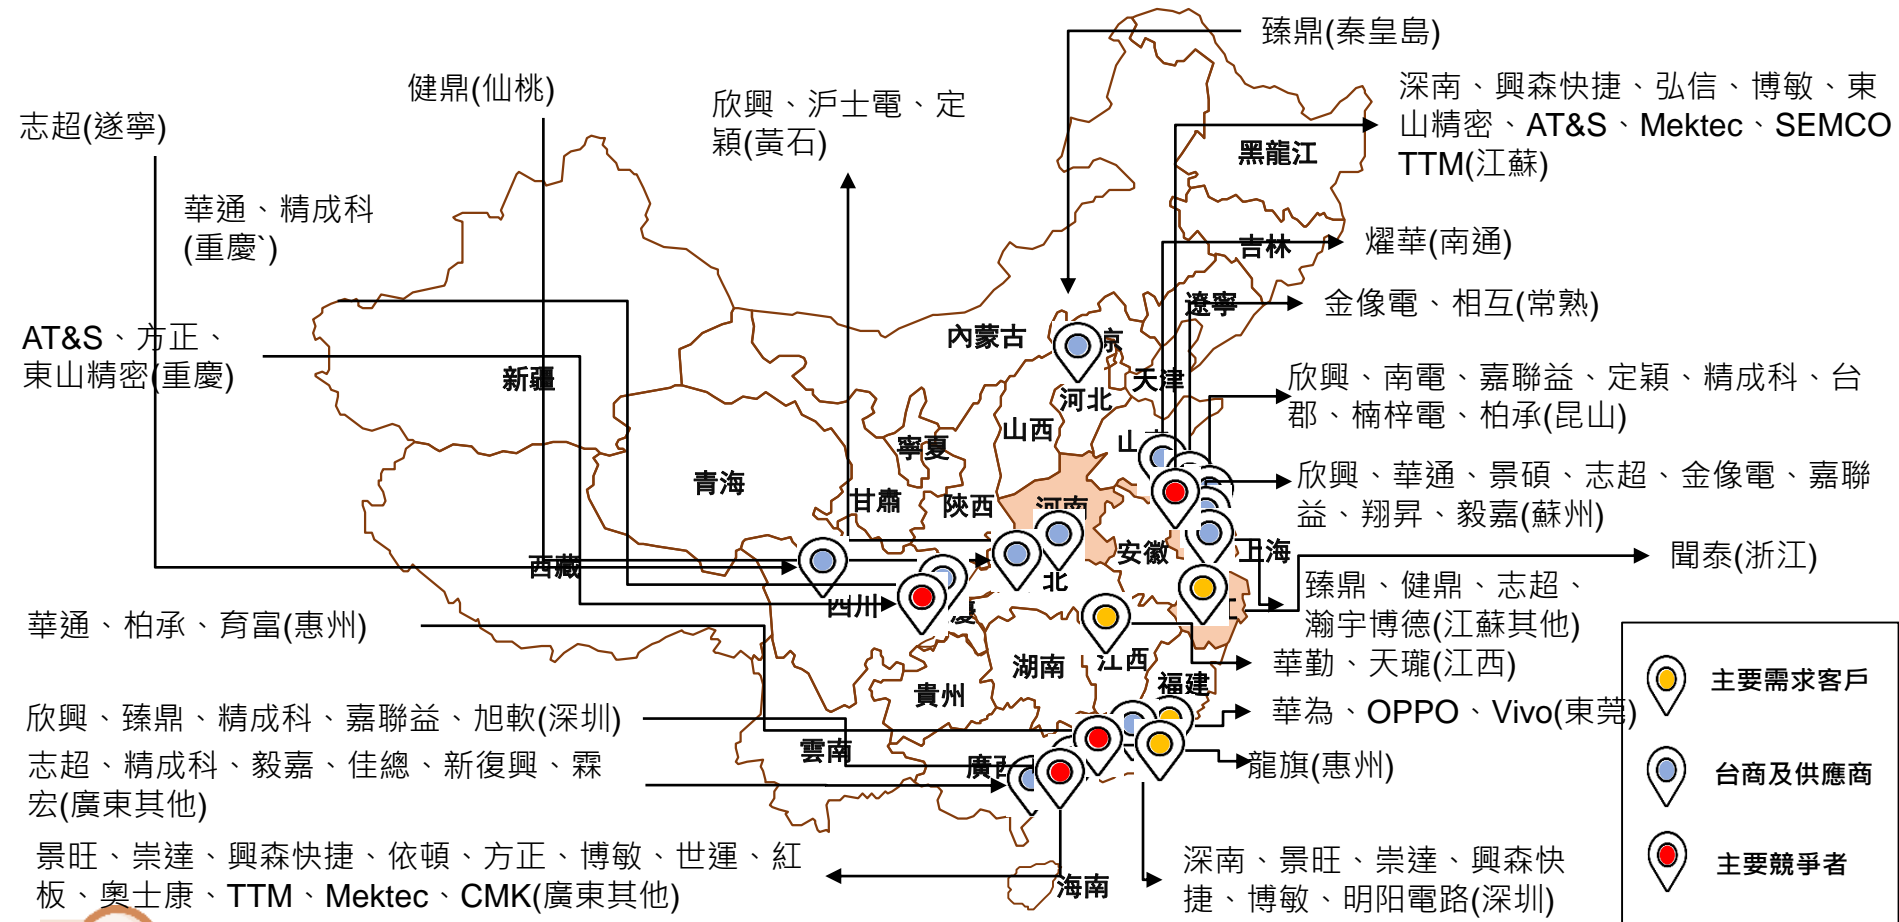 臻鼎(秦皇島)
健鼎(仙桃)
欣興、沪士電、定
穎(黃石)
深南、興森快捷、弘信、博敏、東
山精密、AT&S、Mektec、SEMCO
TTM(江蘇)
志超(遂寧)
華通、精成科
(重慶`)
黑龍江
吉林
燿華(南通)
遼寧
金像電、相互(常熟)
AT&S、方正、
東山精密(重慶)
內蒙古
京
新疆
天津
河北
欣興、南電、嘉聯益、定穎、精成科、台
郡、楠梓電、柏承(昆山)
山西
寧夏
青海
甘肅
陝西
河南
欣興、華通、景碩、志超、金像電、嘉聯
益、翔昇、毅嘉(蘇州)
安徽
上海
聞泰(浙江)
西藏
北
四川
慶
臻鼎、健鼎、志超、
瀚宇博德(江蘇其他)
華通、柏承、育富(惠州)
湖南
江西
華勤、天瓏(江西)
貴州
福建
主要需求客戶
欣興、臻鼎、精成科、嘉聯益、旭軟(深圳)
華為、OPPO、Vivo(東莞)
雲南
廣西
龍旗(惠州)
志超、精成科、毅嘉、佳總、新復興、霖
宏(廣東其他)
台商及供應商
景旺、崇達、興森快捷、依頓、方正、博敏、世運、紅
板、奧士康、TTM、Mektec、CMK(廣東其他)
海南
深南、景旺、崇達、興森快
捷、博敏、明阳電路(深圳)
主要競爭者